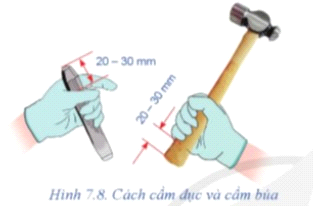 20 – 30 mm
20 – 30 mm
Hình 7.8. Cách cầm đục và cầm búa